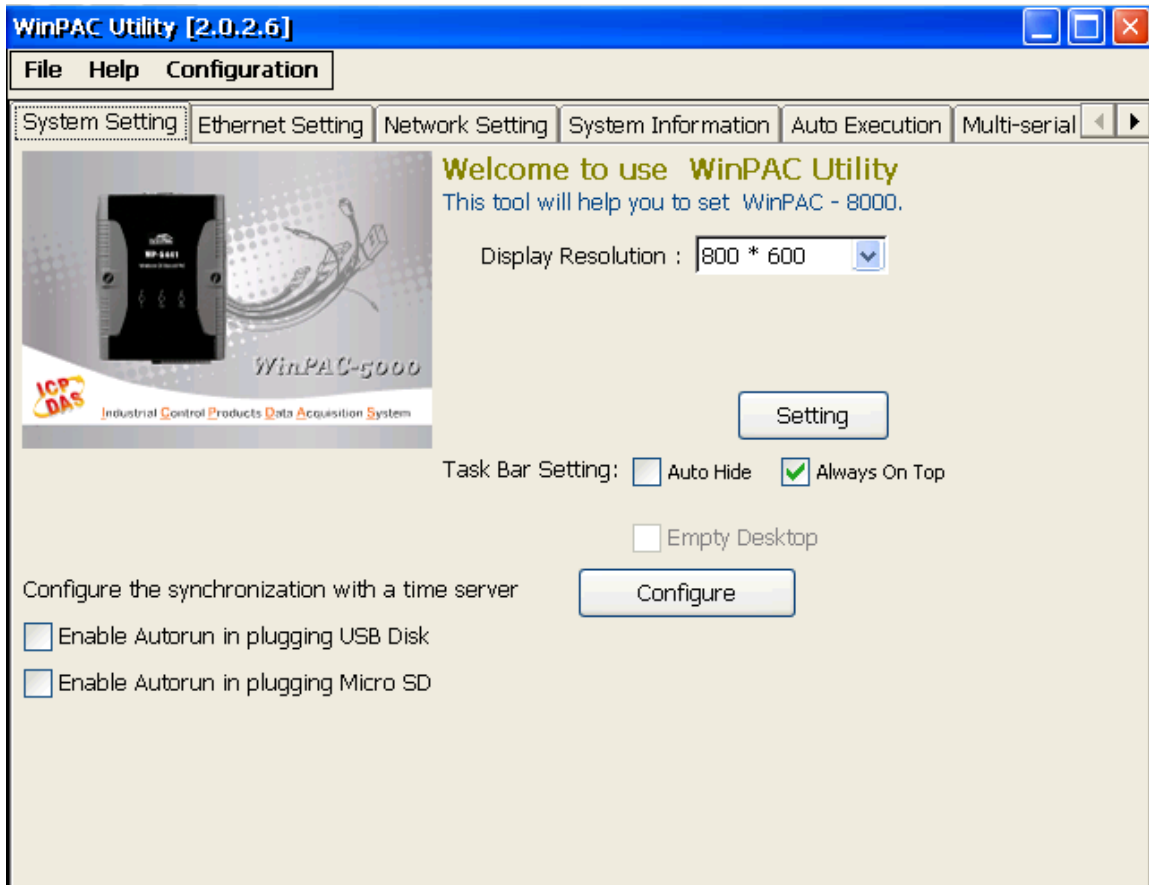 WinPAC Utility [2.0.2.6]
File Help Configuration
System Setting Ethernet Setting Network Setting System Information Auto Execution Multi-serial
Welcome to use WinPAC Utility
This tool will help you to set WinPAC - 8000.
Display Resolution : 800 * 600
WinPAC-5000
ICP DAS
Industrial Control Products Data Acquisition System
Setting
Task Bar Setting: Auto Hide Always On Top
Empty Desktop
Configure the synchronization with a time server Configure
Enable Autorun in plugging USB Disk
Enable Autorun in plugging Micro SD